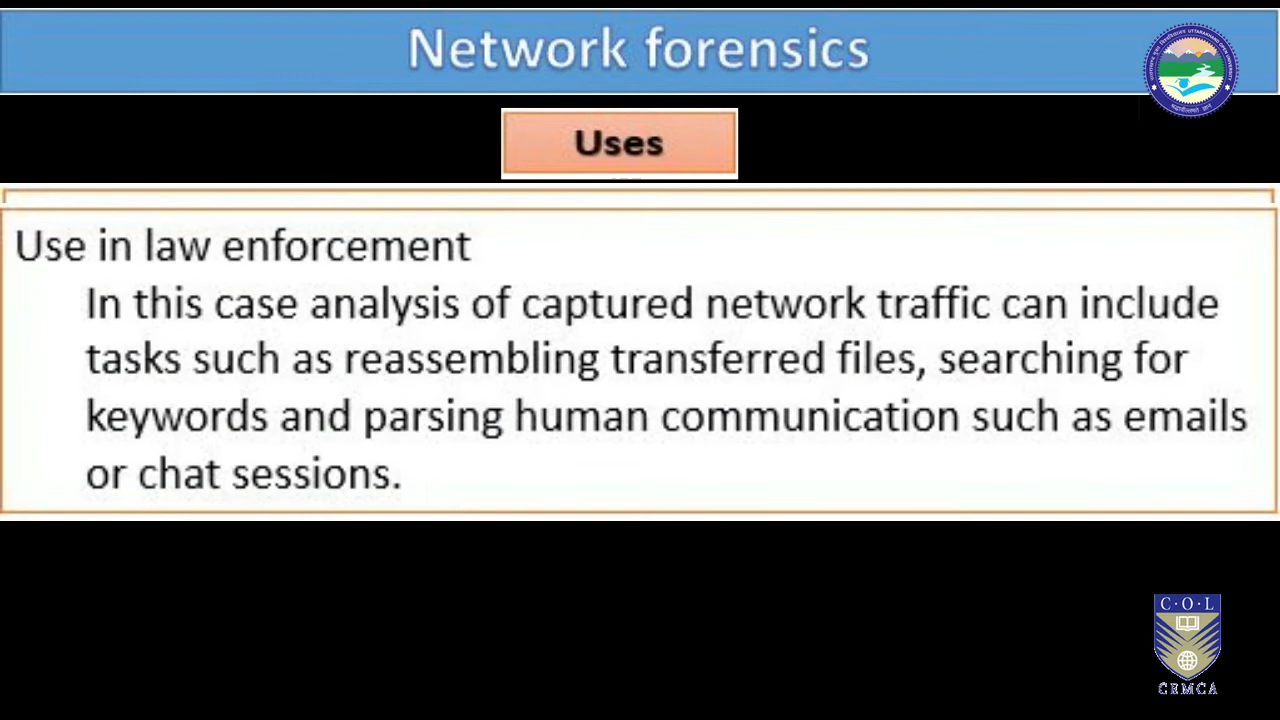 Network forensics
Uses
Use in law enforcement
In this case analysis of captured network traffic can include
tasks such as reassembling transferred files, searching for
keywords and parsing human communication such as emails
or chat sessions.
C·O·L
CEMCA